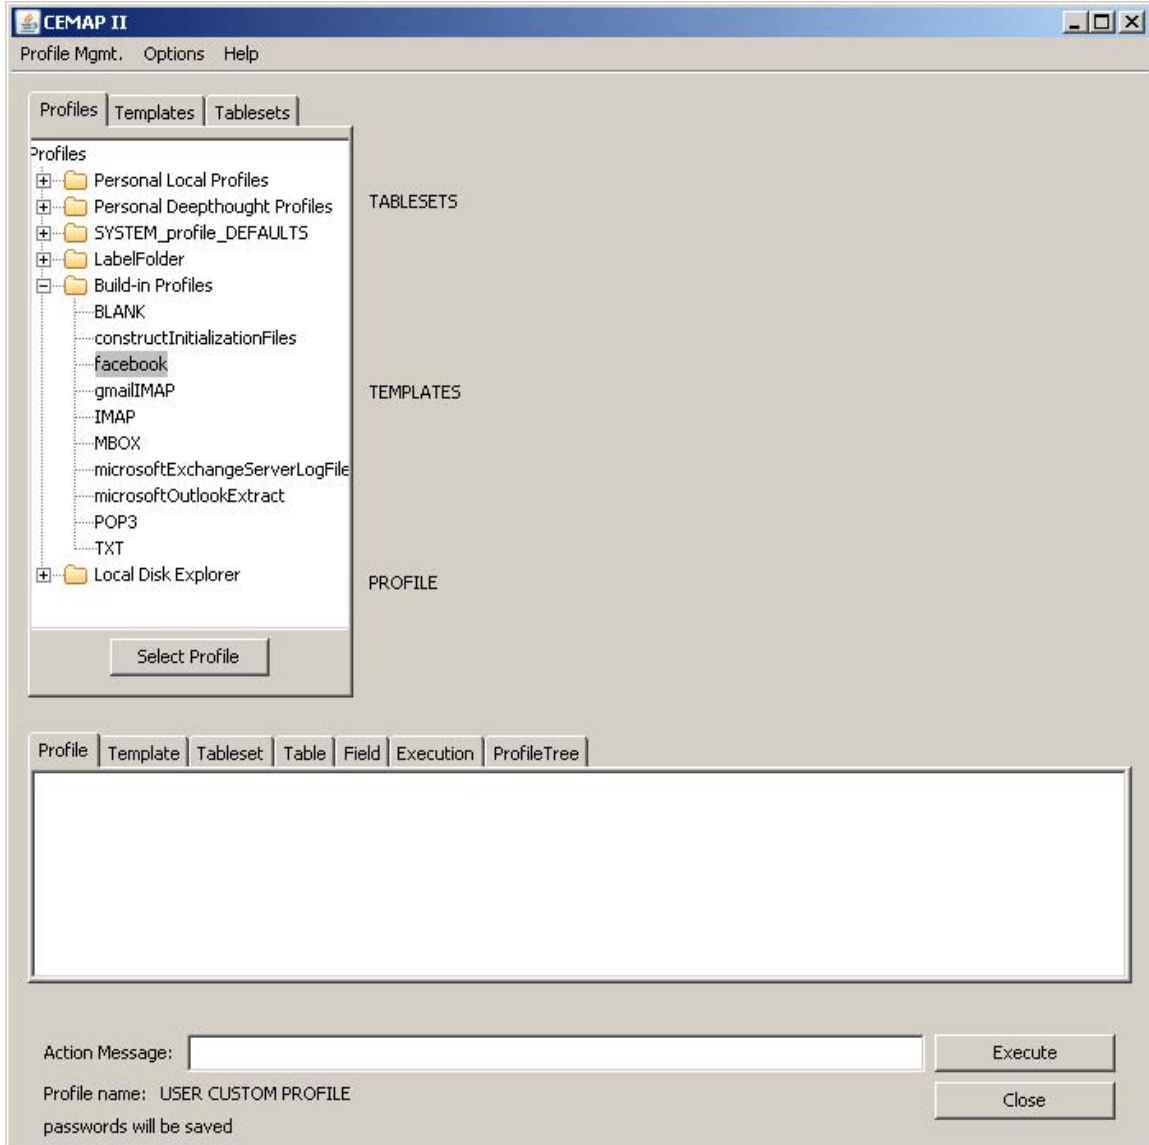 CEMAP II
Profile Mgmt. Options Help
Profiles Templates Tablesets
Profiles
Personal Local Profiles
Personal Deepthought Profiles
SYSTEM_profile_DEFAULTS
LabelFolder
Build-in Profiles
BLANK
constructInitializationFiles
facebook
gmailIMAP
IMAP
MBOX
microsoftExchangeServerLogFile
microsoftOutlookExtract
POP3
TXT
Local Disk Explorer
Select Profile
TABLESETS
TEMPLATES
PROFILE
Profile Template Tableset Table Field Execution ProfileTree
Action Message:
Execute
Profile name: USER CUSTOM PROFILE
Close
passwords will be saved